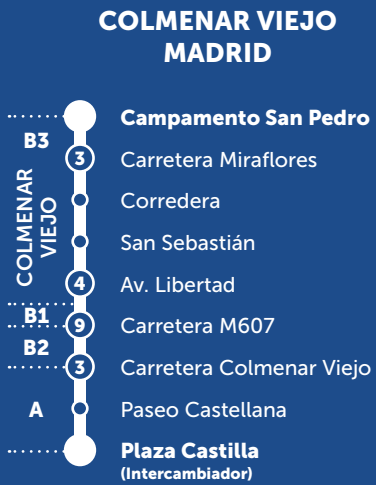 COLMENAR VIEJO
MADRID
Campamento San Pedro
B3
3 Carretera Miraflores
COLMENAR
VIEJO
Corredera
San Sebastián
4 Av. Libertad
B1
9 Carretera M607
B2
3 Carretera Colmenar Viejo
A Paseo Castellana
Plaza Castilla
(Intercambiador)